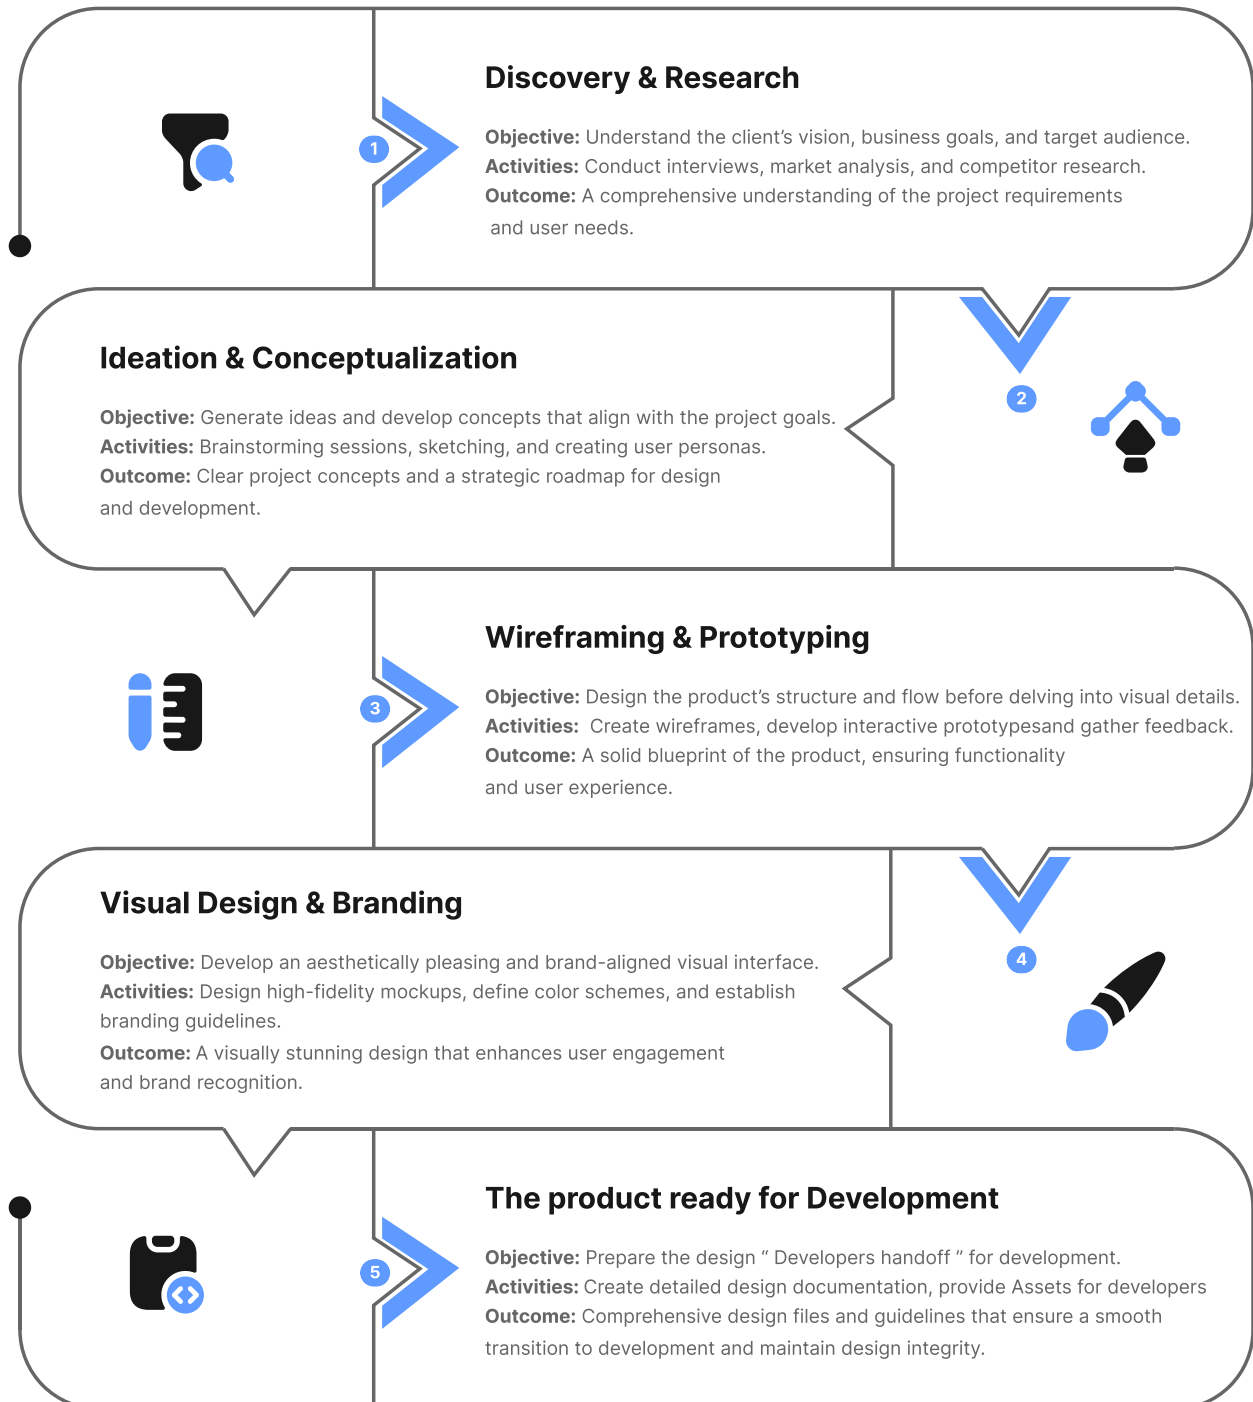 Discovery & Research
1
Objective: Understand the client’s vision, business goals, and target audience.
Activities: Conduct interviews, market analysis, and competitor research.
Outcome: A comprehensive understanding of the project requirements
and user needs.
Ideation & Conceptualization
2
Objective: Generate ideas and develop concepts that align with the project goals.
Activities: Brainstorming sessions, sketching, and creating user personas.
Outcome: Clear project concepts and a strategic roadmap for design
and development.
Wireframing & Prototyping
3
Objective: Design the product’s structure and flow before delving into visual details.
Activities:  Create wireframes, develop interactive prototypesand gather feedback.
Outcome: A solid blueprint of the product, ensuring functionality
and user experience.
Visual Design & Branding
4
Objective: Develop an aesthetically pleasing and brand-aligned visual interface.
Activities: Design high-fidelity mockups, define color schemes, and establish
branding guidelines.
Outcome: A visually stunning design that enhances user engagement
and brand recognition.
The product ready for Development
5
Objective: Prepare the design “ Developers handoff ” for development.
Activities: Create detailed design documentation, provide Assets for developers
Outcome: Comprehensive design files and guidelines that ensure a smooth
transition to development and maintain design integrity.